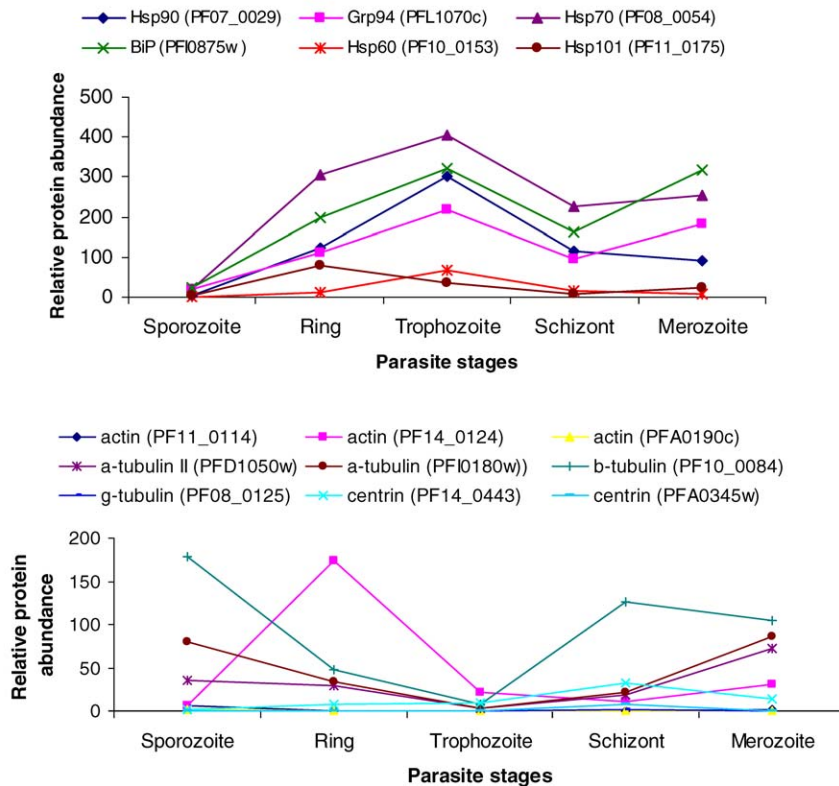 Hsp90 (PF07_0029) Grp94 (PFL1070c) Hsp70 (PF08_0054)
BiP (PFI0875w) Hsp60 (PF10_0153) Hsp101 (PF11_0175)
500
400
300
200
100
0
Relative protein abundance
Sporozoite Ring Trophozoite Schizont Merozoite
Parasite stages
actin (PF11_0114) actin (PF14_0124) actin (PFA0190c)
a-tubulin II (PFD1050w) a-tubulin (PFI0180w)) b-tubulin (PF10_0084)
g-tubulin (PF08_0125) centrin (PF14_0443) centrin (PFA0345w)
200
150
100
50
0
Relative protein
abundance
Sporozoite Ring Trophozoite Schizont Merozoite
Parasite stages